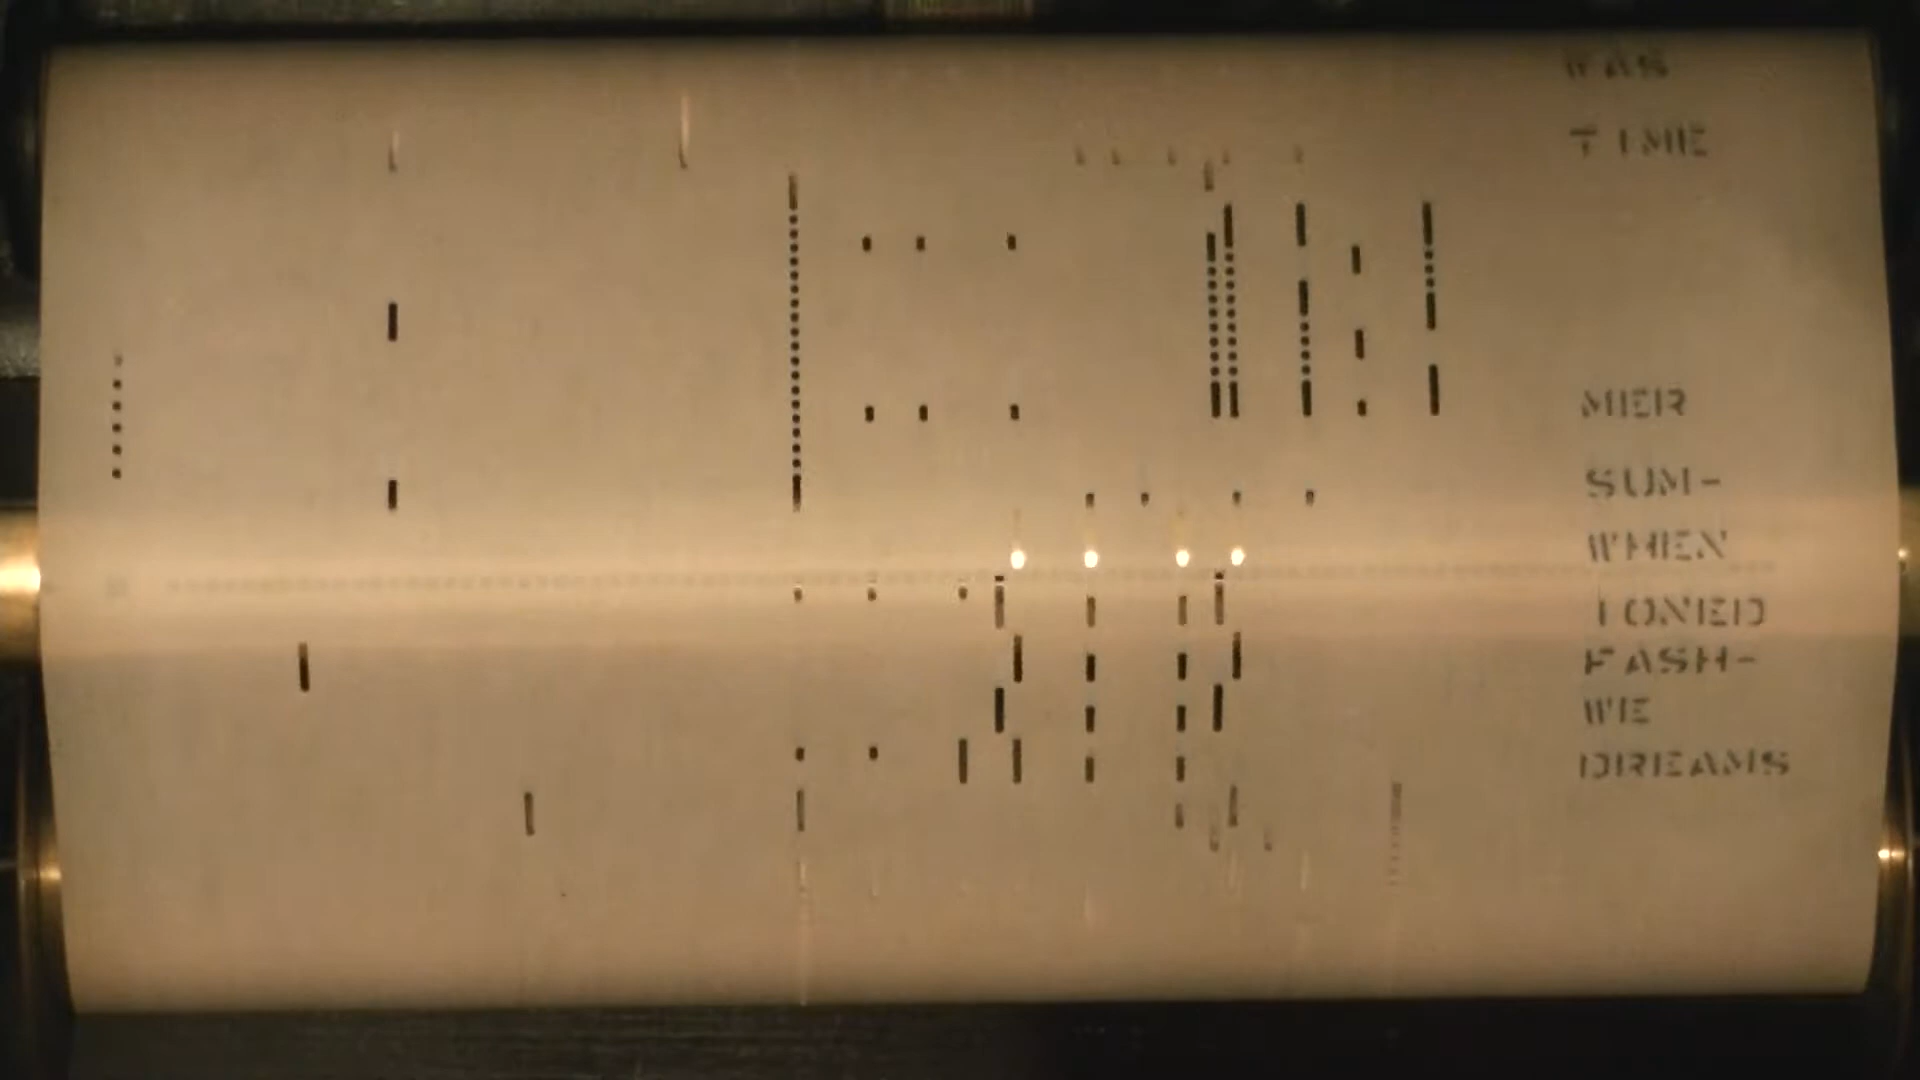 DREAMS
WE
FASH-
IONED
WHEN
SUM-
MER
TIME
WAS